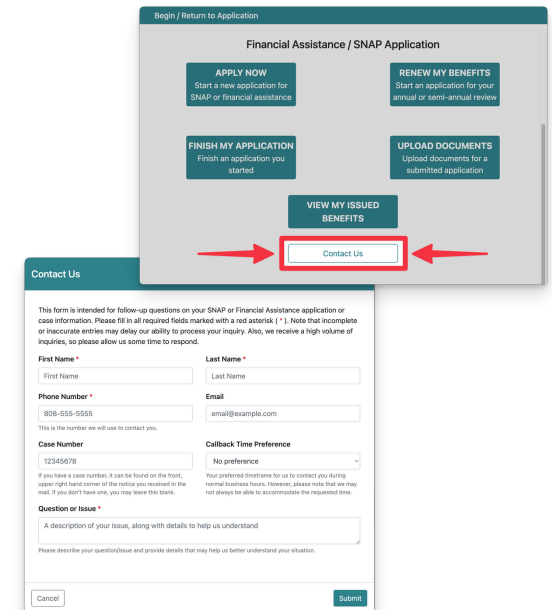 Begin / Return to Application
Financial Assistance / SNAP Application
APPLY NOW
Start a new application for
SNAP or financial assistance
RENEW MY BENEFITS
Start an application for your
annual or semi-annual review
FINISH MY APPLICATION
Finish an application you
started
UPLOAD DOCUMENTS
Upload documents for a
submitted application
VIEW MY ISSUED
BENEFITS
Contact Us
Contact Us
This form is intended for follow-up questions on your SNAP or Financial Assistance application or
case information. Please fill in all required fields marked with a red asterisk ( * ). Note that incomplete
or inaccurate entries may delay our ability to process your inquiry. Also, we receive a high volume of
inquiries, so please allow us some time to respond.
First Name *
First Name
Last Name *
Last Name
Phone Number *
808-555-5555
This is the number we will use to contact you.
Email
email@example.com
Case Number
12345678
If you have a case number, it can be found on the front,
upper right hand corner of the notice you received in the
mail. If you don't have one, you may leave this blank.
Callback Time Preference
No preference
Your preferred timeframe for us to contact you during
normal business hours. However, please note that we may
not always be able to accommodate the requested time.
Question or Issue *
A description of your issue, along with details to help us understand
Please describe your question/issue and provide details that may help us better understand your situation.
Cancel
Submit